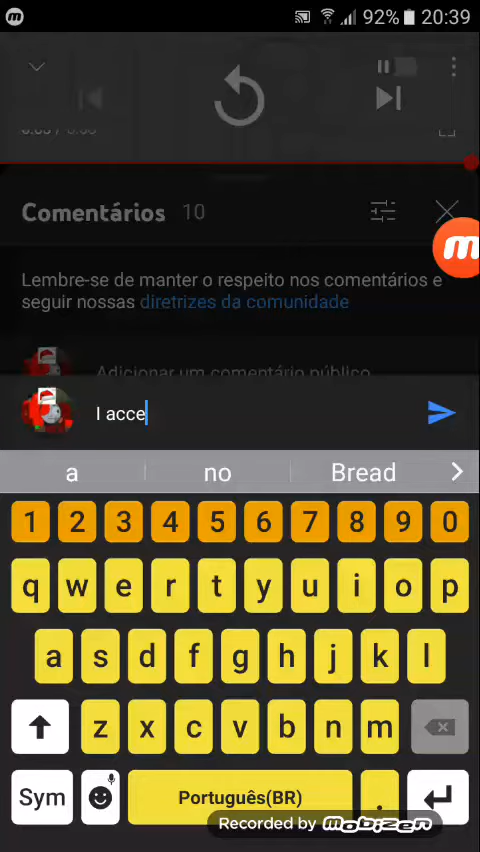 92% 20:39
Comentários 10
Lembre-se de manter o respeito nos comentários e
seguir nossas diretrizes da comunidade
Adicionar um comentário público
I acce
a no Bread
1 2 3 4 5 6 7 8 9 0
q w e r t y u i o p
a s d f g h j k l
z x c v b n m
Sym Português(BR) .
Recorded by mobizen